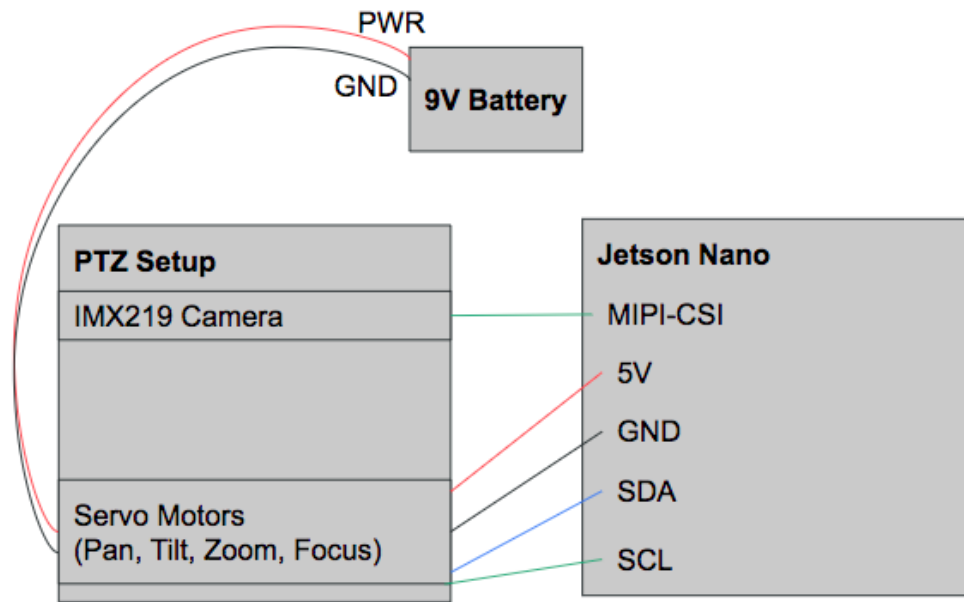 PWR
GND
9V Battery
PTZ Setup
IMX219 Camera
Servo Motors
(Pan, Tilt, Zoom, Focus)
Jetson Nano
MIPI-CSI
5V
GND
SDA
SCL